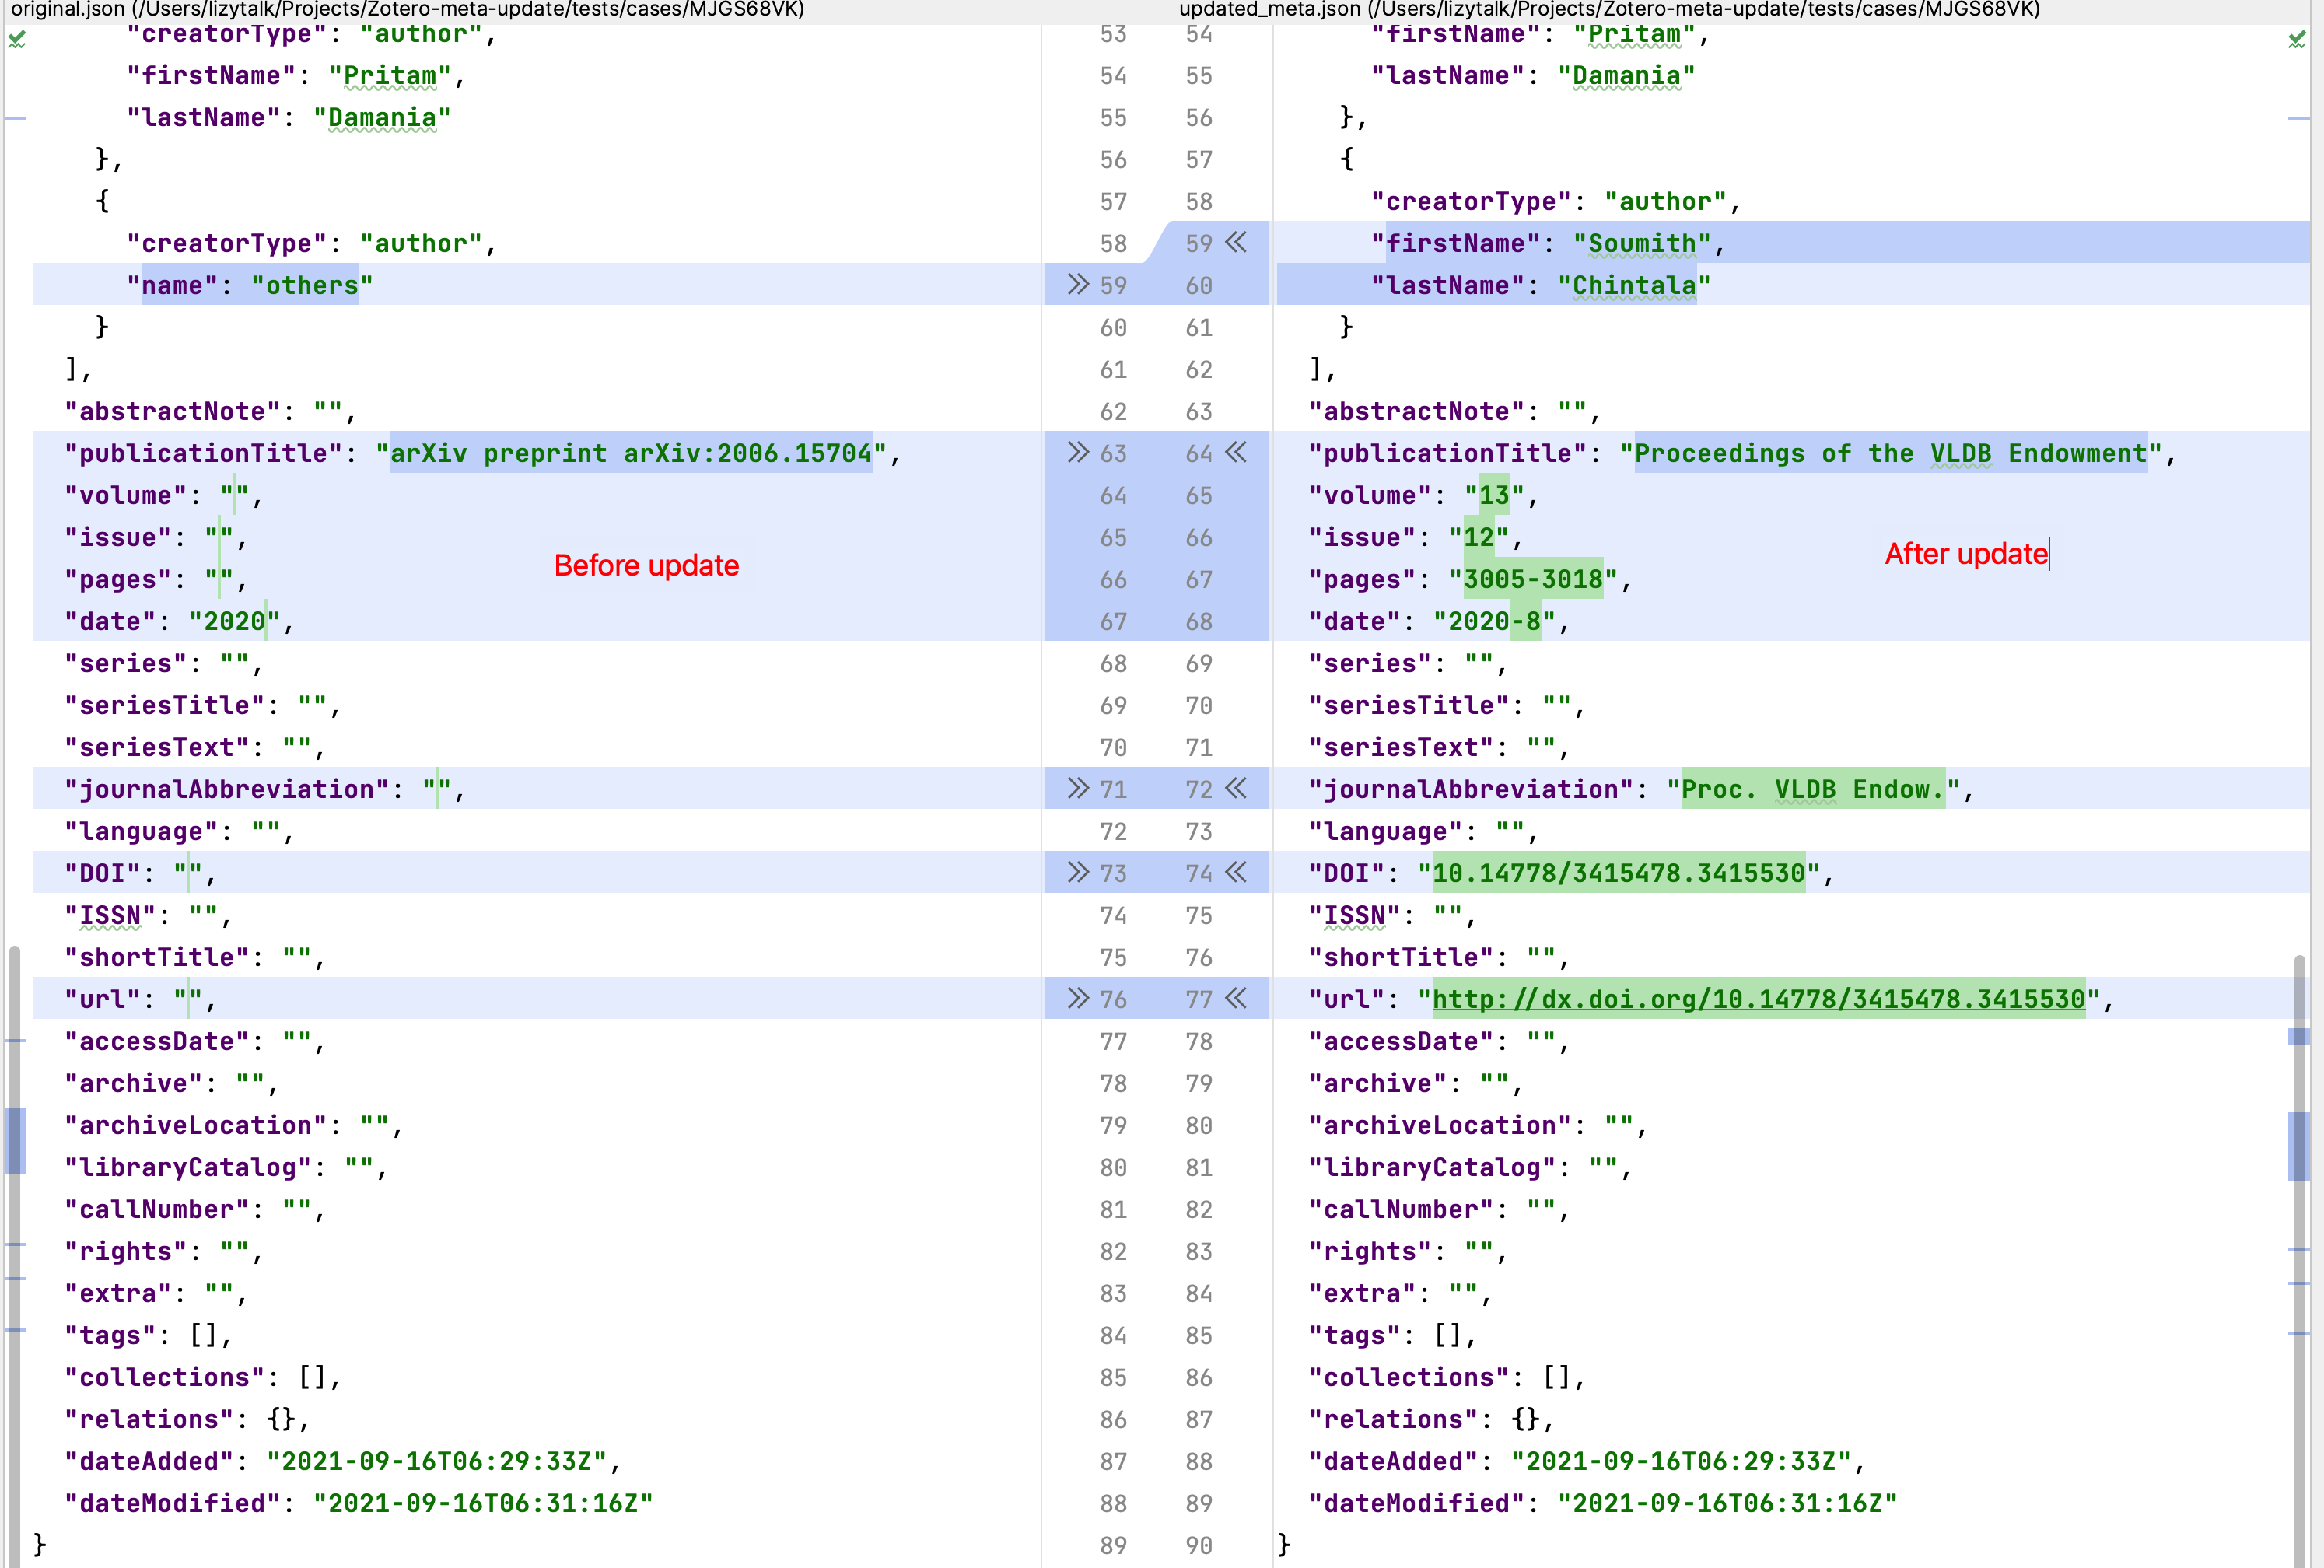 original.json (/Users/lizytalk/Projects/Zotero-meta-update/tests/cases/MJGS68VK)
"creatorType": "author",
"firstName": "Pritam",
"lastName": "Damania"
},
{
"creatorType": "author",
"name": "others"
}
],
"abstractNote": "",
"publicationTitle": "arXiv preprint arXiv:2006.15704",
"volume": "",
"issue": "",
"pages": "",
"date": "2020",
"series": "",
"seriesTitle": "",
"seriesText": "",
"journalAbbreviation": "",
"language": "",
"DOI": "",
"ISSN": "",
"shortTitle": "",
"url": "",
"accessDate": "",
"archive": "",
"archiveLocation": "",
"libraryCatalog": "",
"callNumber": "",
"rights": "",
"extra": "",
"tags": [],
"collections": [],
"relations": {},
"dateAdded": "2021-09-16T06:29:33Z",
"dateModified": "2021-09-16T06:31:16Z"
}
Before update
53 54
54 55
55 56
56 57
57 58
58 59 «
» 59 60
60 61
61 62
62 63
» 63 64 «
64 65
65 66
66 67
67 68
68 69
69 70
70 71
» 71 72 «
72 73
» 73 74 «
74 75
75 76
» 76 77 «
77 78
78 79
79 80
80 81
81 82
82 83
83 84
84 85
85 86
86 87
87 88
88 89
89 90
updated_meta.json (/Users/lizytalk/Projects/Zotero-meta-update/tests/cases/MJGS68VK)
"firstName": "Pritam",
"lastName": "Damania"
},
{
"creatorType": "author",
"firstName": "Soumith",
"lastName": "Chintala"
}
],
"abstractNote": "",
"publicationTitle": "Proceedings of the VLDB Endowment",
"volume": "13",
"issue": "12",
"pages": "3005-3018",
"date": "2020-8",
"series": "",
"seriesTitle": "",
"seriesText": "",
"journalAbbreviation": "Proc. VLDB Endow.",
"language": "",
"DOI": "10.14778/3415478.3415530",
"ISSN": "",
"shortTitle": "",
"url": "http://dx.doi.org/10.14778/3415478.3415530",
"accessDate": "",
"archive": "",
"archiveLocation": "",
"libraryCatalog": "",
"callNumber": "",
"rights": "",
"extra": "",
"tags": [],
"collections": [],
"relations": {},
"dateAdded": "2021-09-16T06:29:33Z",
"dateModified": "2021-09-16T06:31:16Z"
}
After update